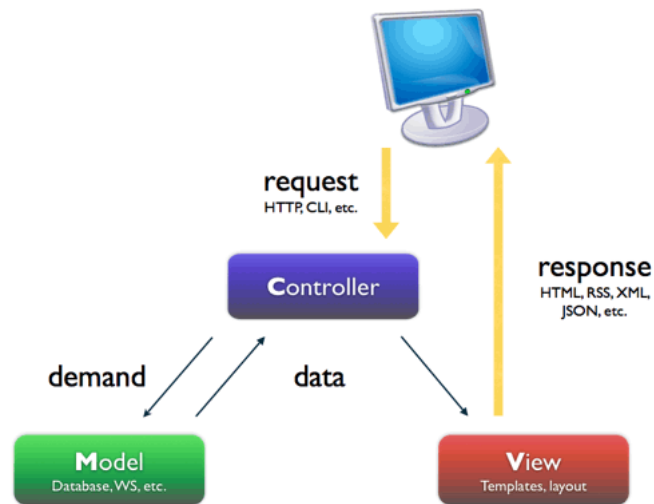 request
HTTP, CLI, etc.
Controller
response
HTML, RSS, XML,
JSON, etc.
demand
data
Model
Database, WS, etc.
View
Templates, layout